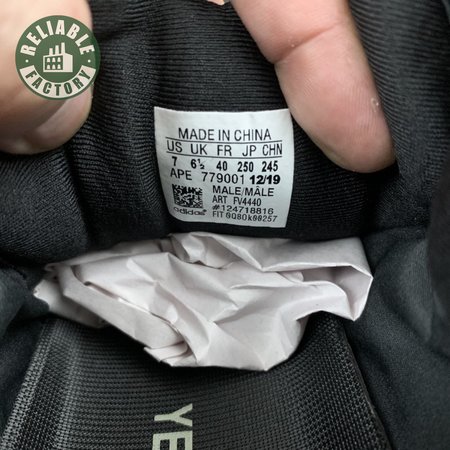 RELIABLE
FACTORY
MADE IN CHINA
US UK FR JP CHN
7 6½ 40 250 245
APE 779001 12/19
MALE/MÂLE
ART FV4440
#124718816
adidas® FIT 0Q8Dk00257
YE